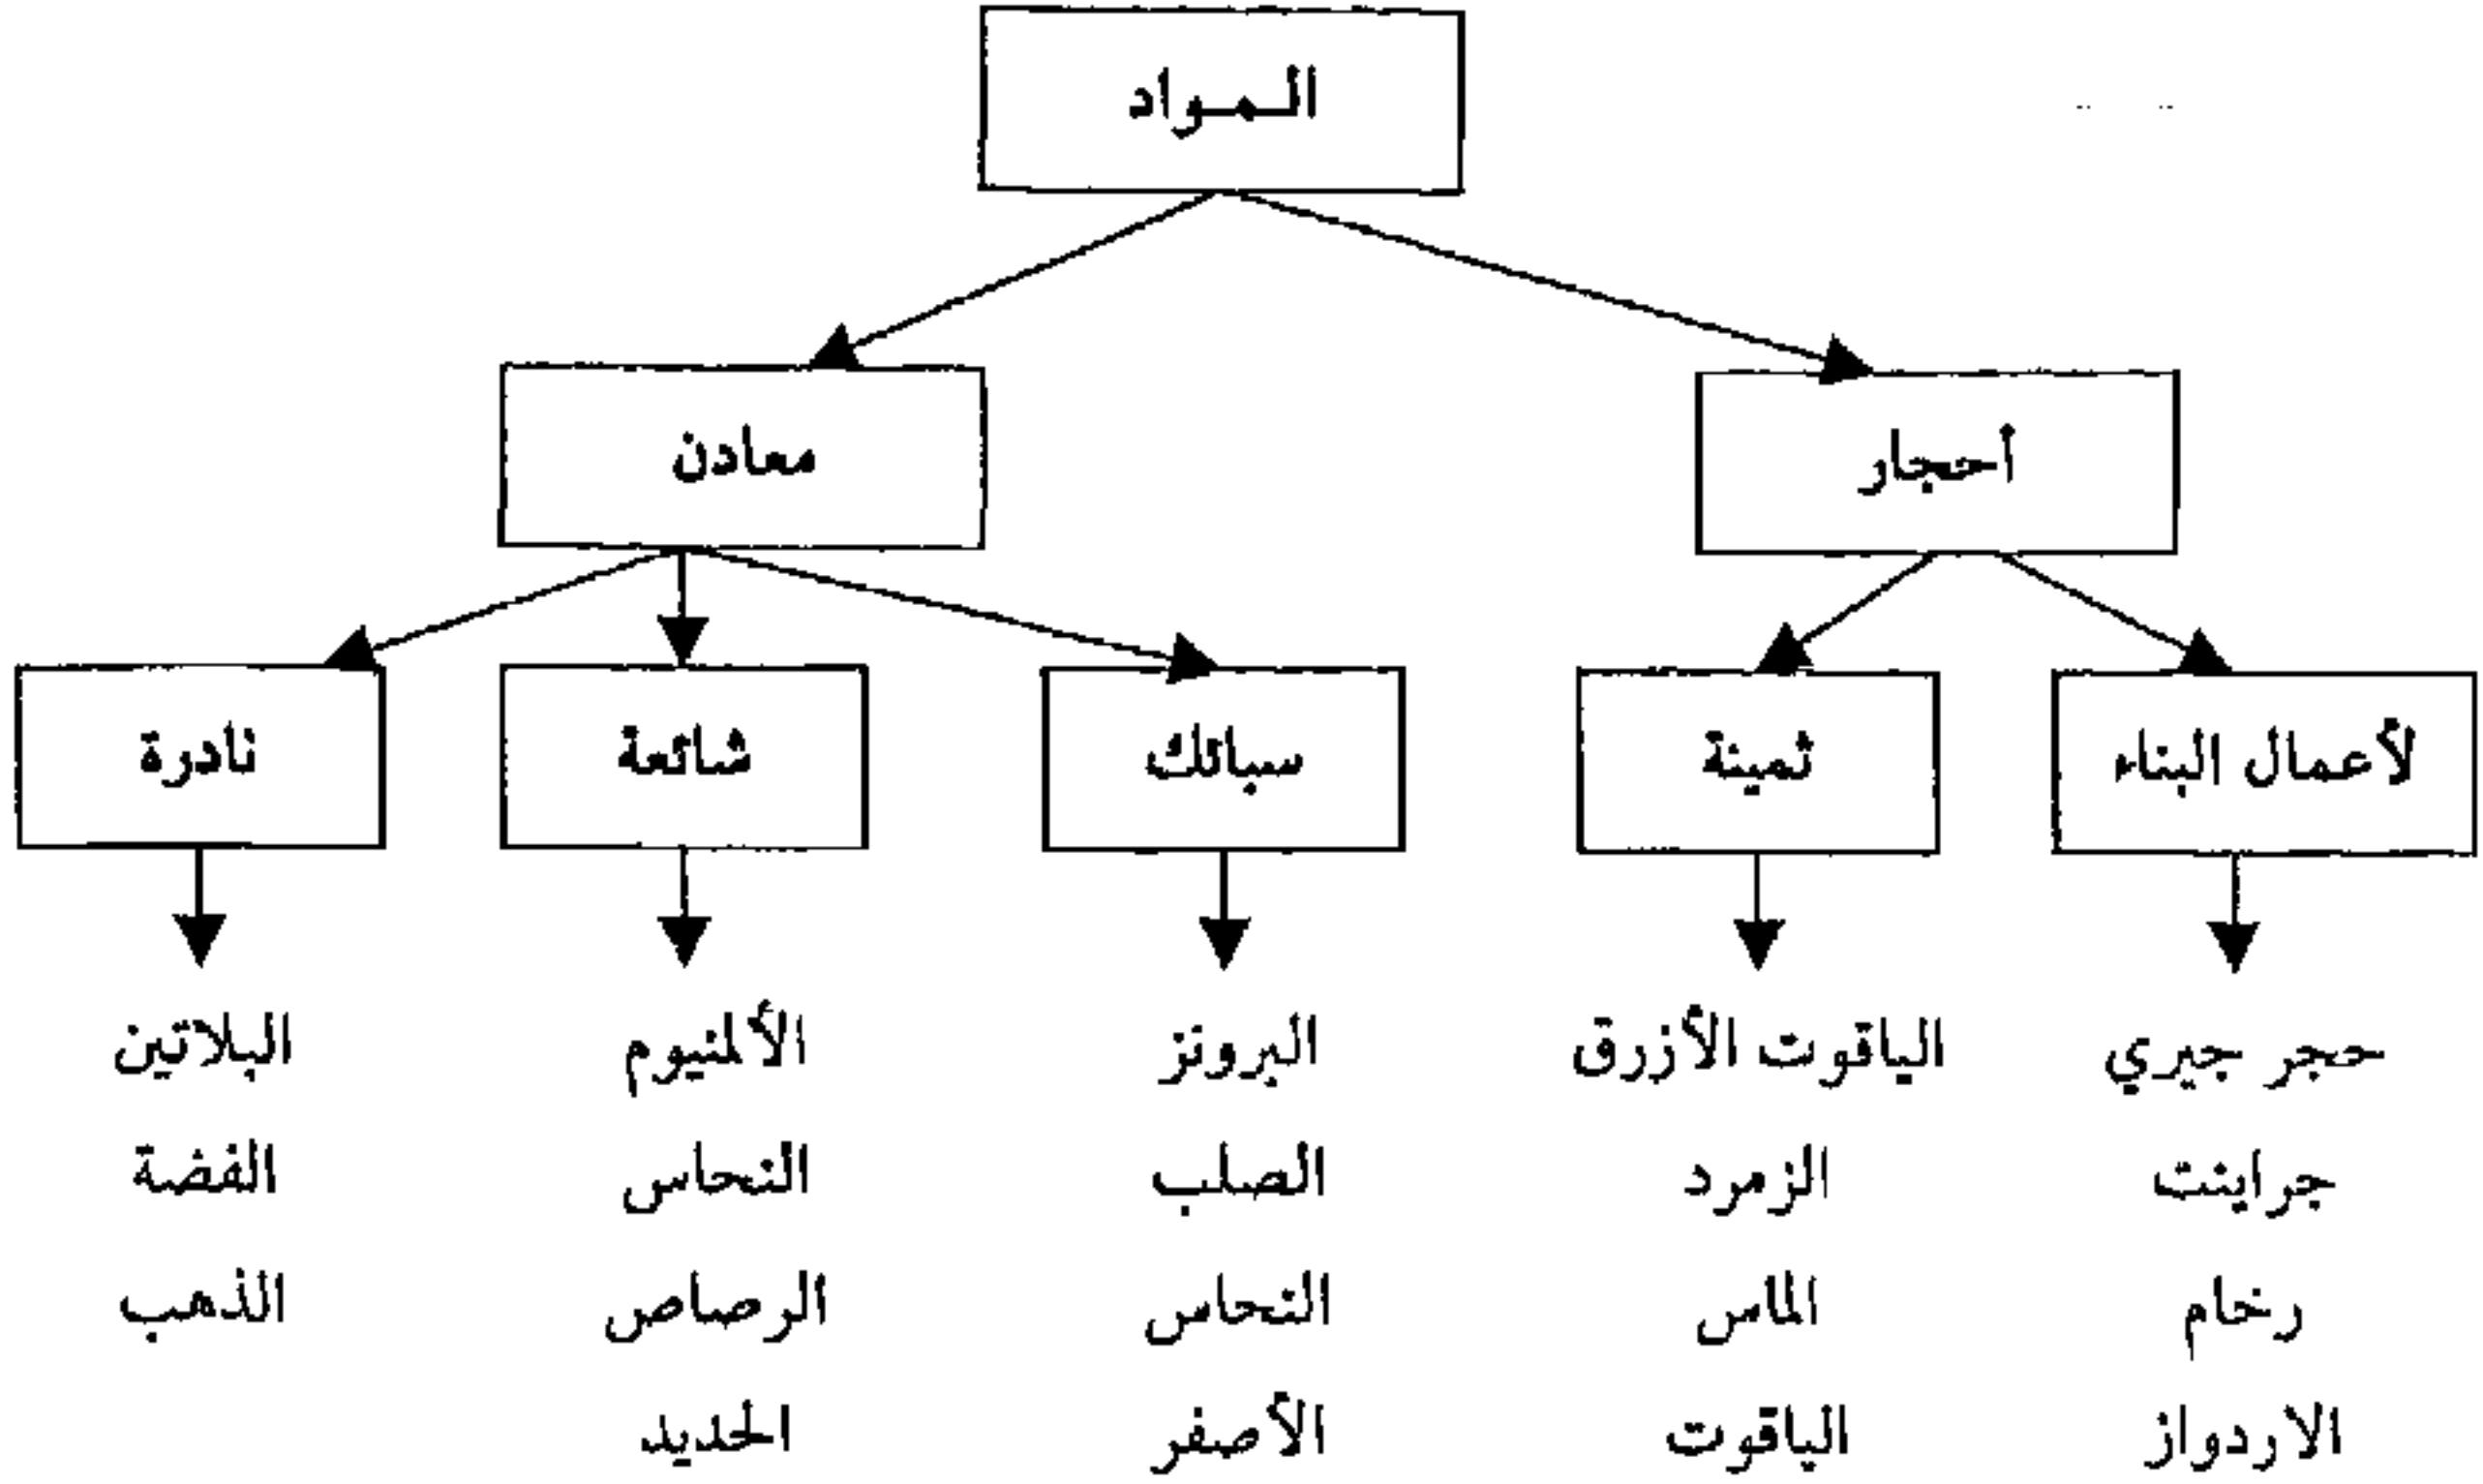 المواد
أحجار
معادن
لأعمال البناء
ثمينة
سبائك
شائعة
نادرة
حجر جيري
جرانيت
رخام
الاردواز
الياقوت الأزرق
الزمرد
الماس
الياقوت
البرونز
الصلب
النحاس
الأصفر
الألمنيوم
النحاس
الرصاص
الحديد
البلاتين
الفضة
الذهب